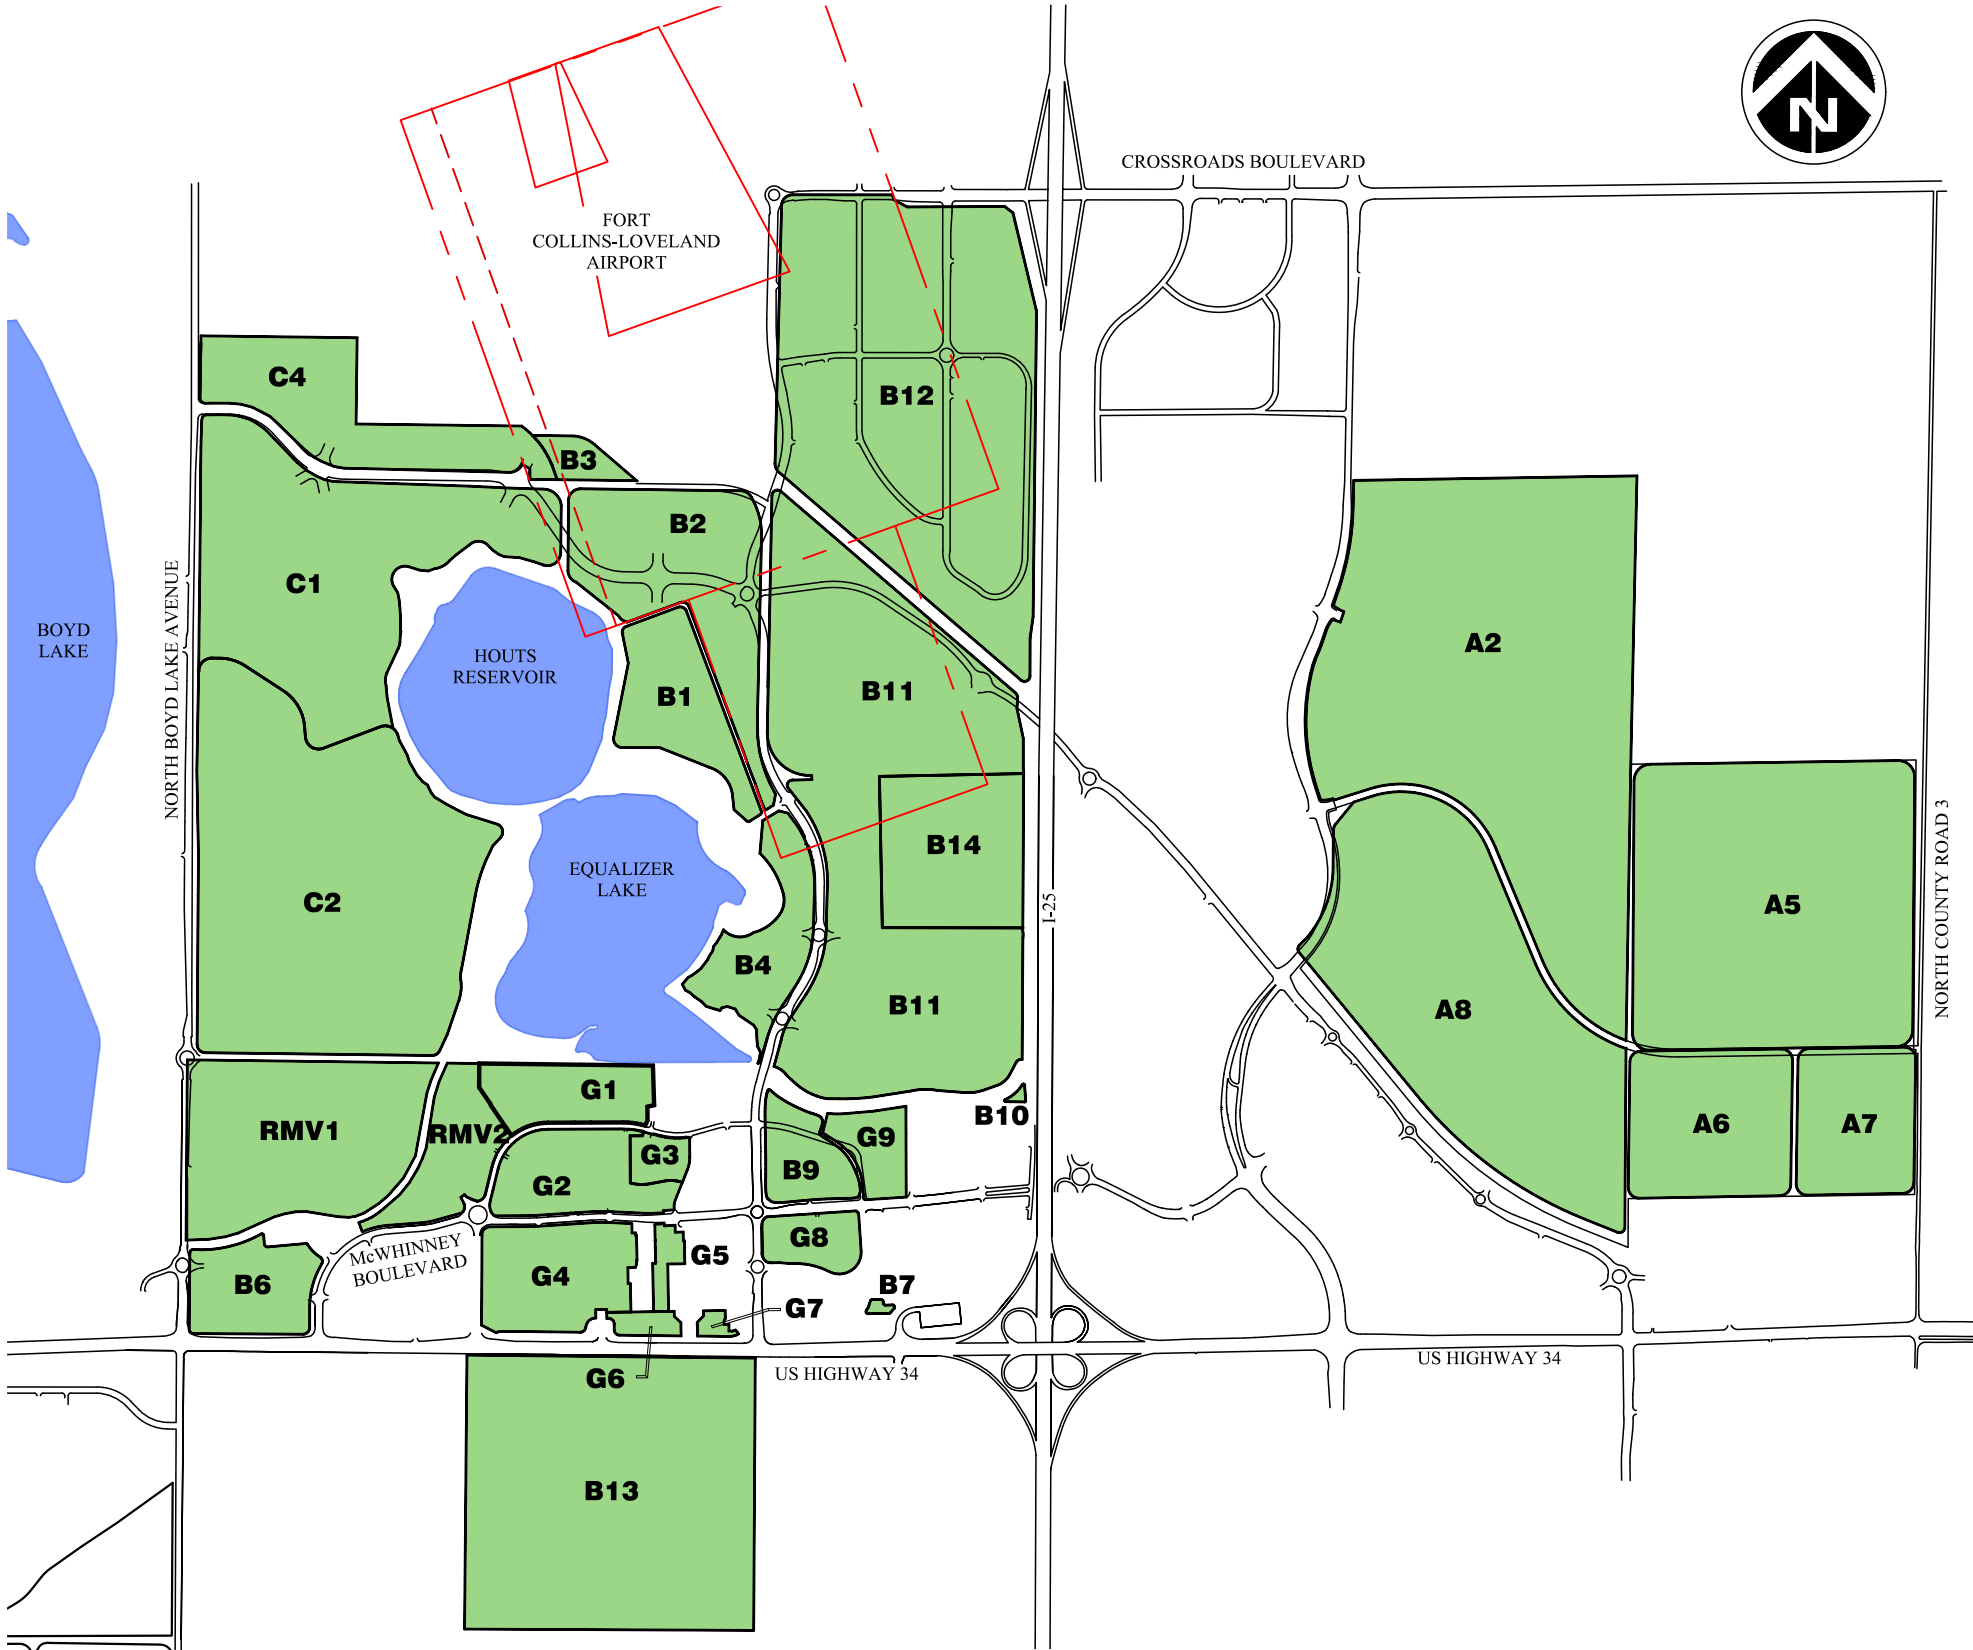 N
CROSSROADS BOULEVARD
FORT
COLLINS-LOVELAND
AIRPORT
C4
B12
B3
B2
C1
NORTH BOYD LAKE AVENUE
BOYD
LAKE
HOUTS
RESERVOIR
B1
B11
A2
B14
EQUALIZER
LAKE
C2
I-25
A5
NORTH COUNTY ROAD 3
B4
B11
A8
G1
B10
RMV1
RMV2
G9
A6
A7
G3
B9
G2
G8
McWHINNEY
BOULEVARD
G5
G4
B6
B7
G7
G6
US HIGHWAY 34
US HIGHWAY 34
B13